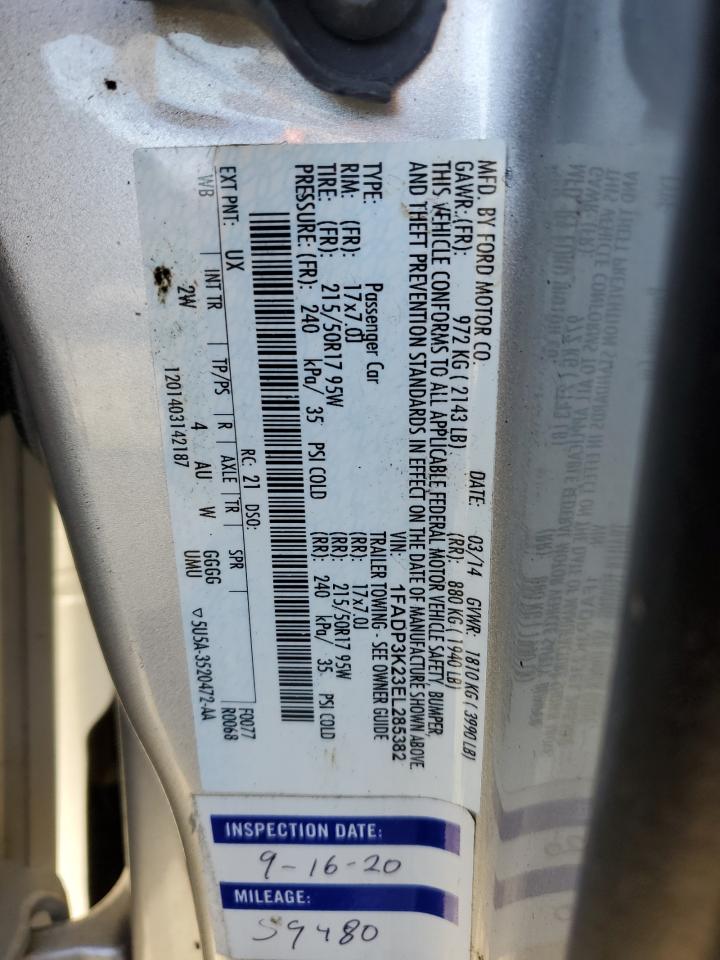 MFD. BY FORD MOTOR CO.
DATE: 03/14 GVWR: 1810 KG ( 3990 LB)
GAWR: (FR): 972 KG ( 2143 LB) (RR): 880 KG ( 1940 LB)
THIS VEHICLE CONFORMS TO ALL APPLICABLE FEDERAL MOTOR VEHICLE SAFETY, BUMPER,
AND THEFT PREVENTION STANDARDS IN EFFECT ON THE DATE OF MANUFACTURE SHOWN ABOVE
VIN: 1FADP3K23EL285382
TYPE: Passenger Car TRAILER TOWING - SEE OWNER GUIDE
RIM: (FR): 17x7.0J (RR): 17x7.0J
TIRE: (FR): 215/50R17 95W (RR): 215/50R17 95W
PRESSURE: (FR): 240 kPa/ 35 PSI COLD (RR): 240 kPa/ 35 PSI COLD
RC: 21 DSO: F0077
EXT PNT: UX R0068
WB INT TR TP/PS R AXLE TR SPR
2W 4 AU W GGGG
1201403142187 UMU ▽5U5A-3520472-AA
INSPECTION DATE:
9-16-20
MILEAGE:
59480